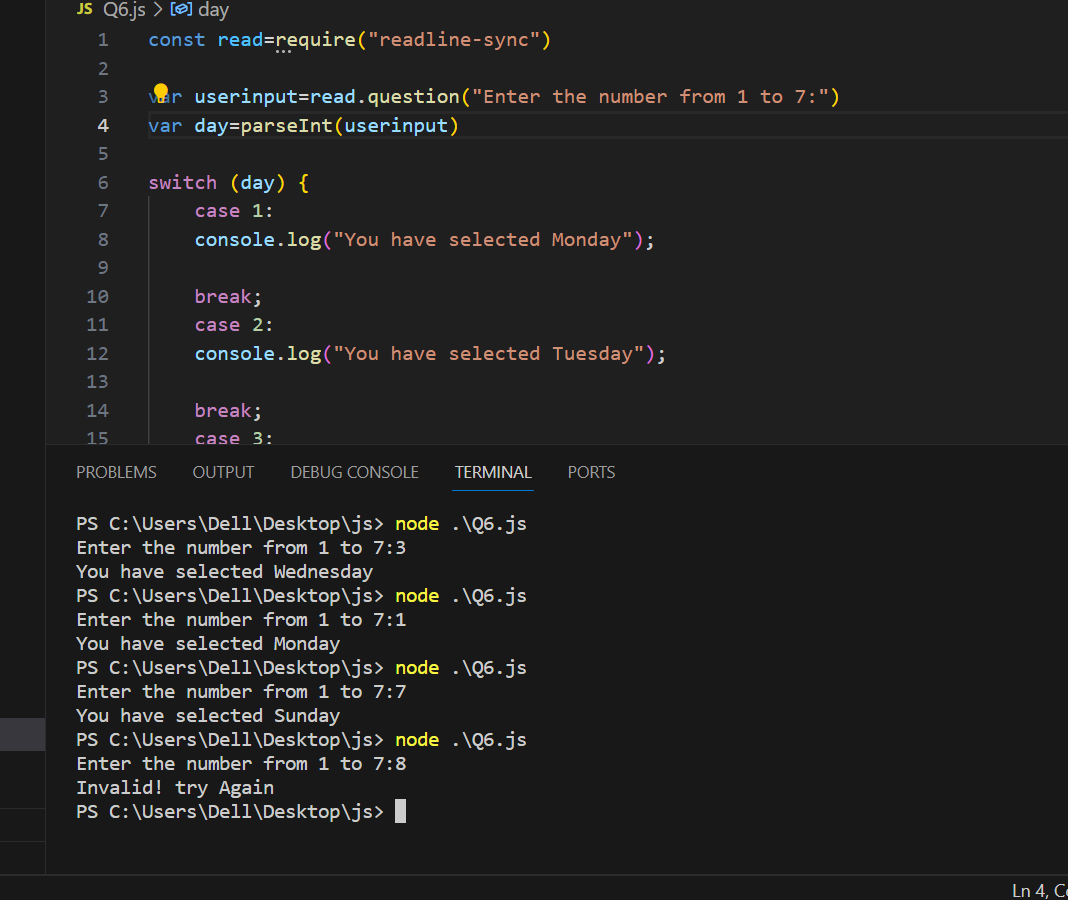 JS Q6.js > day
1 const read=require("readline-sync")
2
3 var userinput=read.question("Enter the number from 1 to 7:")
4 var day=parseInt(userinput)
5
6 switch (day) {
7 case 1:
8 console.log("You have selected Monday");
9
10 break;
11 case 2:
12 console.log("You have selected Tuesday");
13
14 break;
15 case 3:
PROBLEMS OUTPUT DEBUG CONSOLE TERMINAL PORTS
PS C:\Users\Dell\Desktop\js> node .\Q6.js
Enter the number from 1 to 7:3
You have selected Wednesday
PS C:\Users\Dell\Desktop\js> node .\Q6.js
Enter the number from 1 to 7:1
You have selected Monday
PS C:\Users\Dell\Desktop\js> node .\Q6.js
Enter the number from 1 to 7:7
You have selected Sunday
PS C:\Users\Dell\Desktop\js> node .\Q6.js
Enter the number from 1 to 7:8
Invalid! try Again
PS C:\Users\Dell\Desktop\js>
Ln 4,